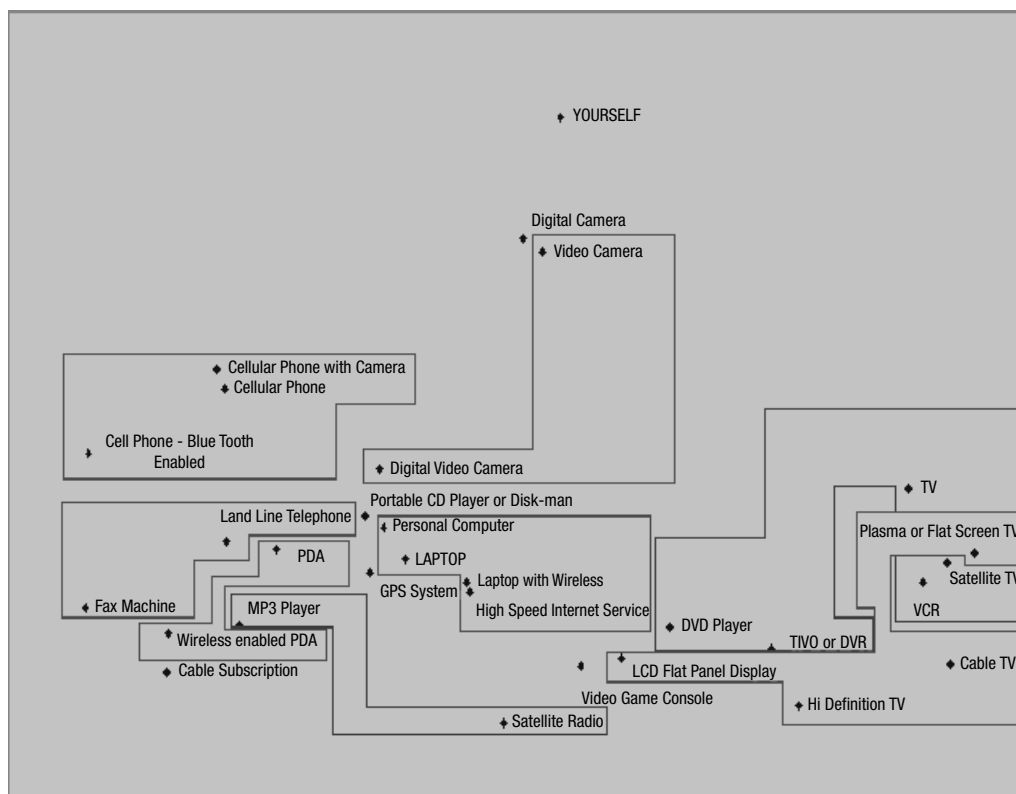 YOURSELF
Digital Camera
Video Camera
Cellular Phone with Camera
Cellular Phone
Cell Phone - Blue Tooth
Enabled
Digital Video Camera
Portable CD Player or Disk-man
Land Line Telephone
Personal Computer
TV
Plasma or Flat Screen TV
PDA
LAPTOP
Laptop with Wireless
Satellite TV
GPS System
High Speed Internet Service
VCR
Fax Machine
MP3 Player
DVD Player
Wireless enabled PDA
TIVO or DVR
Cable Subscription
LCD Flat Panel Display
Cable TV
Video Game Console
Hi Definition TV
Satellite Radio